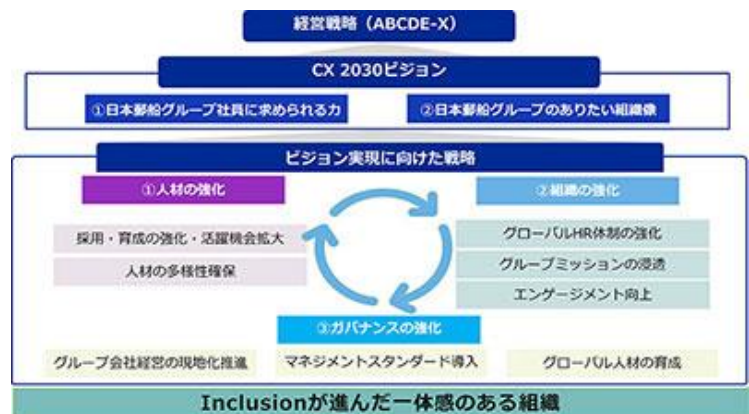 経営戦略（ABCDE-X）
CX 2030ビジョン
①日本郵船グループ社員に求められる力
②日本郵船グループのありたい組織像
ビジョン実現に向けた戦略
①人材の強化
②組織の強化
採用・育成の強化・活躍機会拡大
人材の多様性確保
グローバルHR体制の強化
グループミッションの浸透
エンゲージメント向上
③ガバナンスの強化
グループ会社経営の現地化推進
マネジメントスタンダード導入
グローバル人材の育成
Inclusionが進んだ一体感のある組織